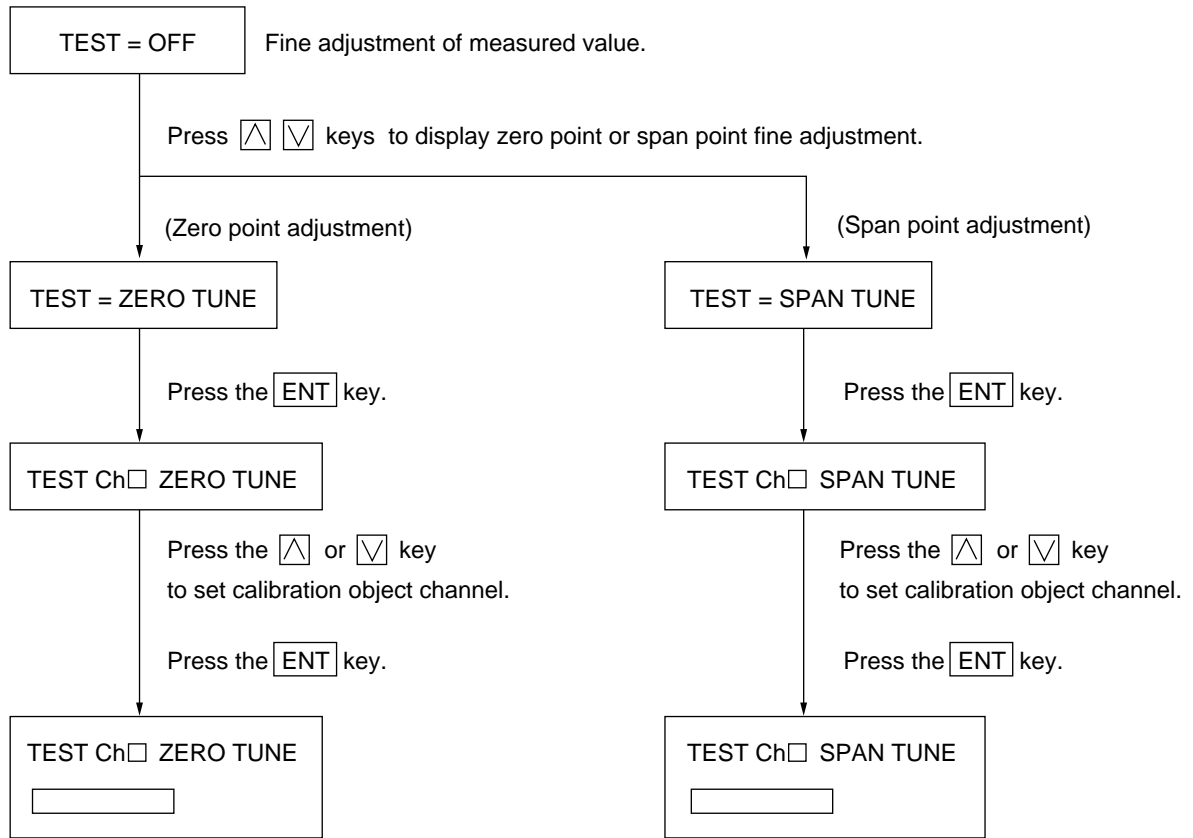 TEST = OFF
Fine adjustment of measured value.
Press ∧ ∨ keys to display zero point or span point fine adjustment.
(Zero point adjustment)
(Span point adjustment)
TEST = ZERO TUNE
TEST = SPAN TUNE
Press the ENT key.
Press the ENT key.
TEST Ch□ ZERO TUNE
TEST Ch□ SPAN TUNE
Press the ∧ or ∨ key
to set calibration object channel.
Press the ∧ or ∨ key
to set calibration object channel.
Press the ENT key.
Press the ENT key.
TEST Ch□ ZERO TUNE
TEST Ch□ SPAN TUNE